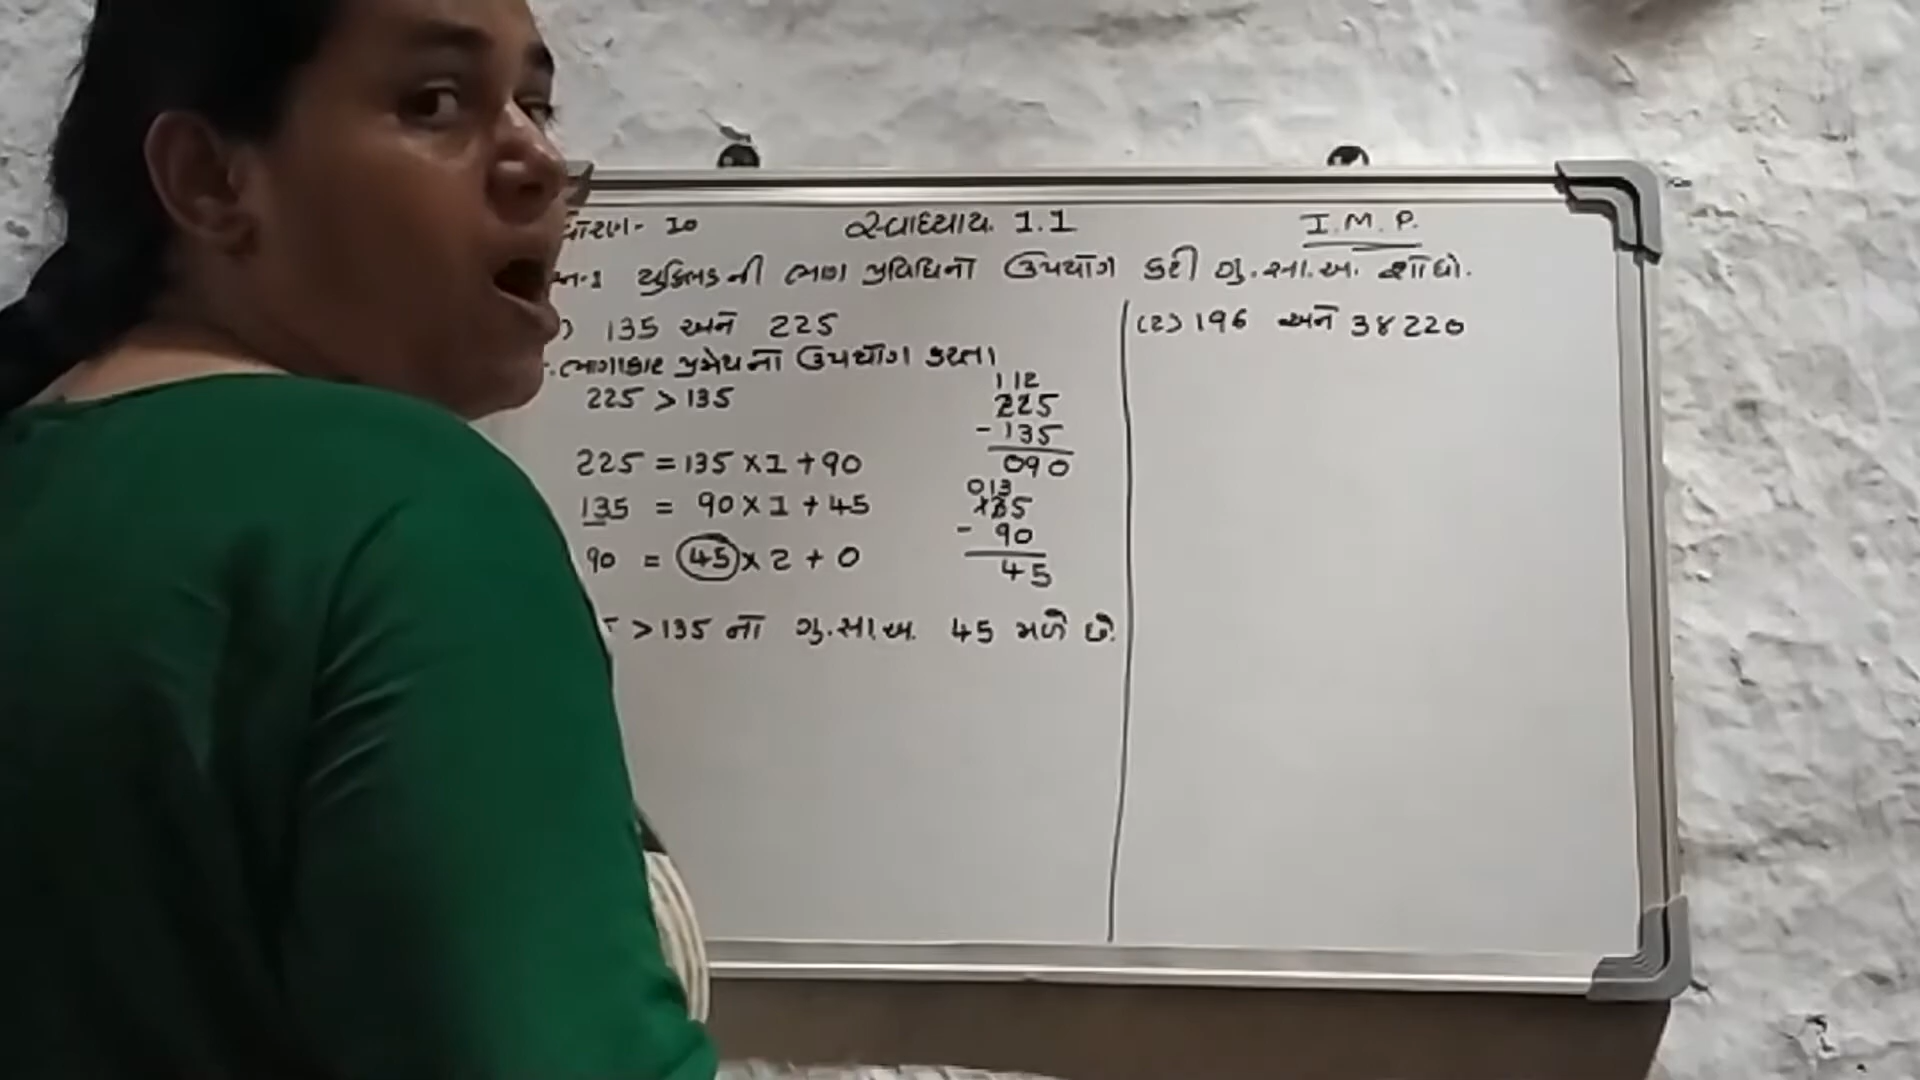 ધોરણ- 10 સ્વાધ્યાય 1.1 I.M.P.
યુક્લિડની ભાગ પ્રવિધિનો ઉપયોગ કરી ગુ.સા.અ. શોધો.
135 અને 225
ભાગાકાર પ્રમેયનો ઉપયોગ કરતા
225 > 135
225 = 135 × 1 + 90
135 = 90 × 1 + 45
90 = 45 × 2 + 0
> 135 નો ગુ.સા.અ. 45 મળે છે.
112
225
- 135
090
013
135
- 90
45
(2) 196 અને 38220